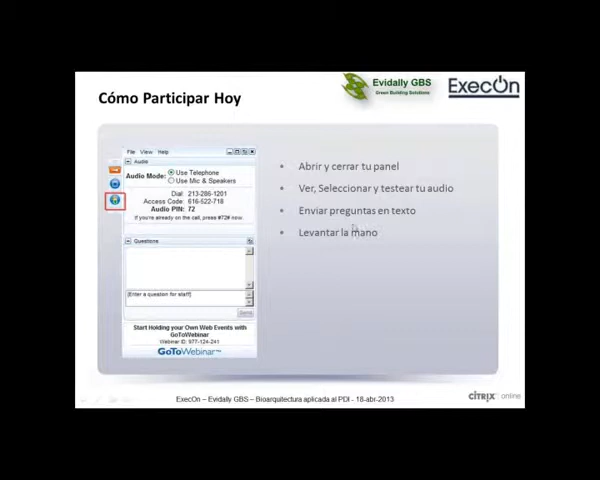 Cómo Participar Hoy
Evidally GBS
Green Building Solutions
ExecOn
File View Help
Audio
Audio Mode: Use Telephone
Use Mic & Speakers
Dial: 213-286-1201
Access Code: 616-522-718
Audio PIN: 72
If you're already on the call, press #72# now.
Questions
[Enter a question for staff]
Send
Start Holding your Own Web Events with
GoToWebinar
Webinar ID: 977-124-241
GoToWebinar™
• Abrir y cerrar tu panel
• Ver, Seleccionar y testear tu audio
• Enviar preguntas en texto
• Levantar la mano
ExecOn – Evidally GBS – Bioarquitectura aplicada al PDI - 18-abr-2013
CITRIX online